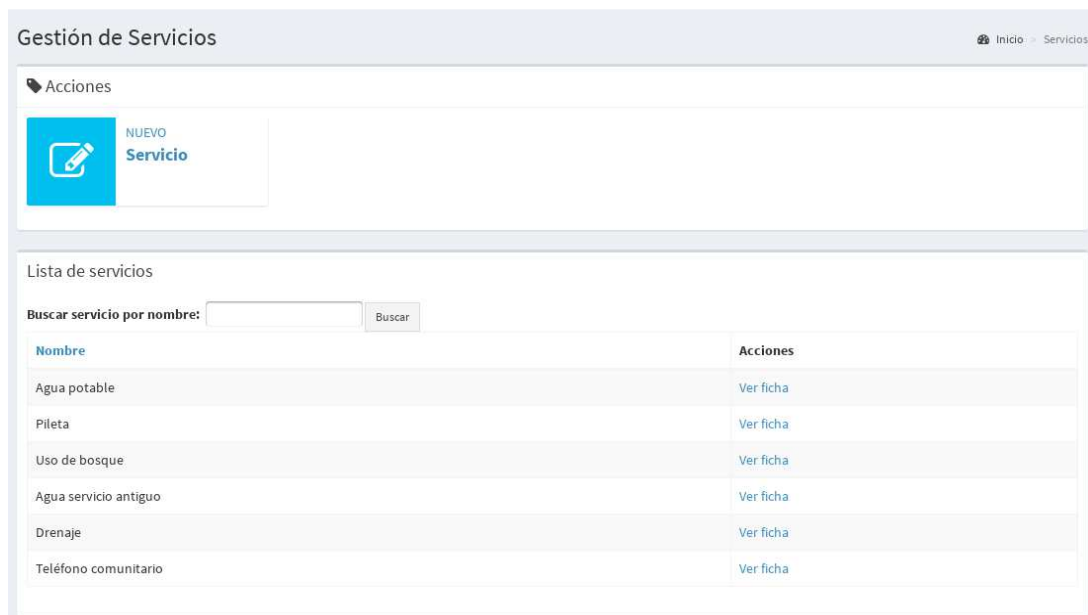 Gestión de Servicios
Inicio > Servicios
Acciones
NUEVO
Servicio
Lista de servicios
Buscar servicio por nombre: Buscar
Nombre Acciones
Agua potable Ver ficha
Pileta Ver ficha
Uso de bosque Ver ficha
Agua servicio antiguo Ver ficha
Drenaje Ver ficha
Teléfono comunitario Ver ficha